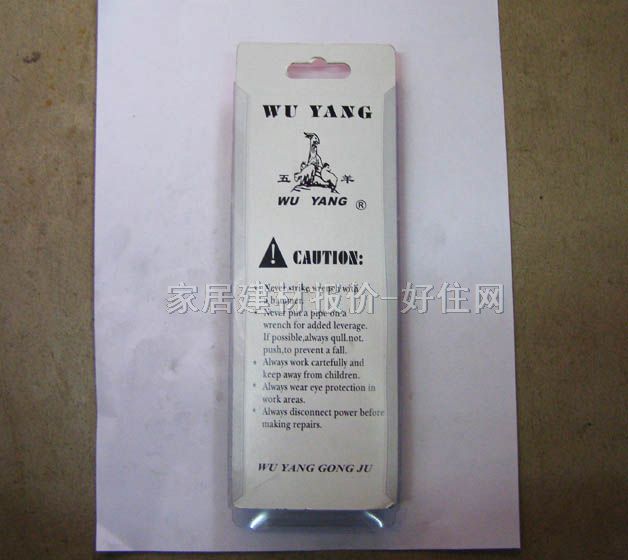 WU YANG
五 羊
WU YANG ®
CAUTION:
Never strike wrench with
a hammer.
Never put a pipe on a
wrench for added leverage.
If possible,always qull.not.
push,to prevent a fall.
* Always work cartefully and
keep away from children.
* Always wear eye protection in
work areas.
* Always disconnect power before
making repairs.
WU YANG GONG JU
家居建材报价-好住网